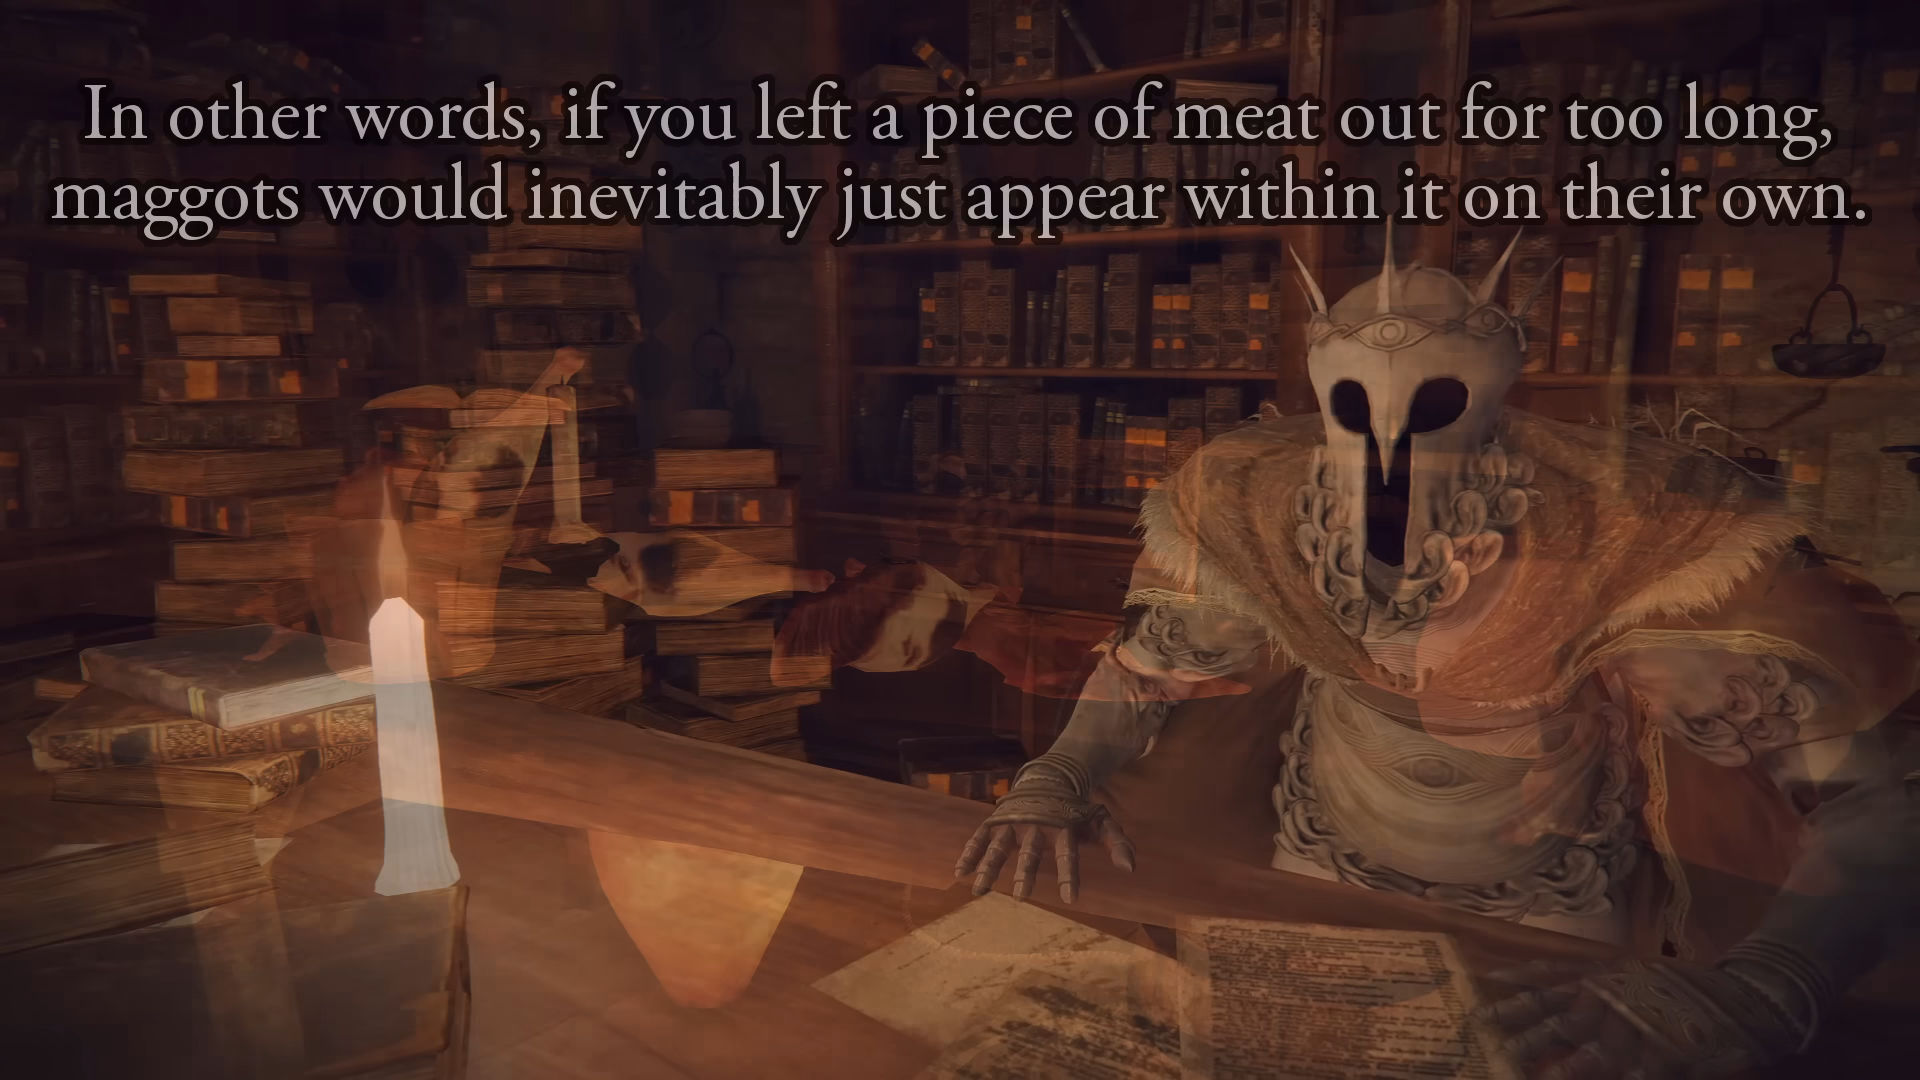 In other words, if you left a piece of meat out for too long,
maggots would inevitably just appear within it on their own.